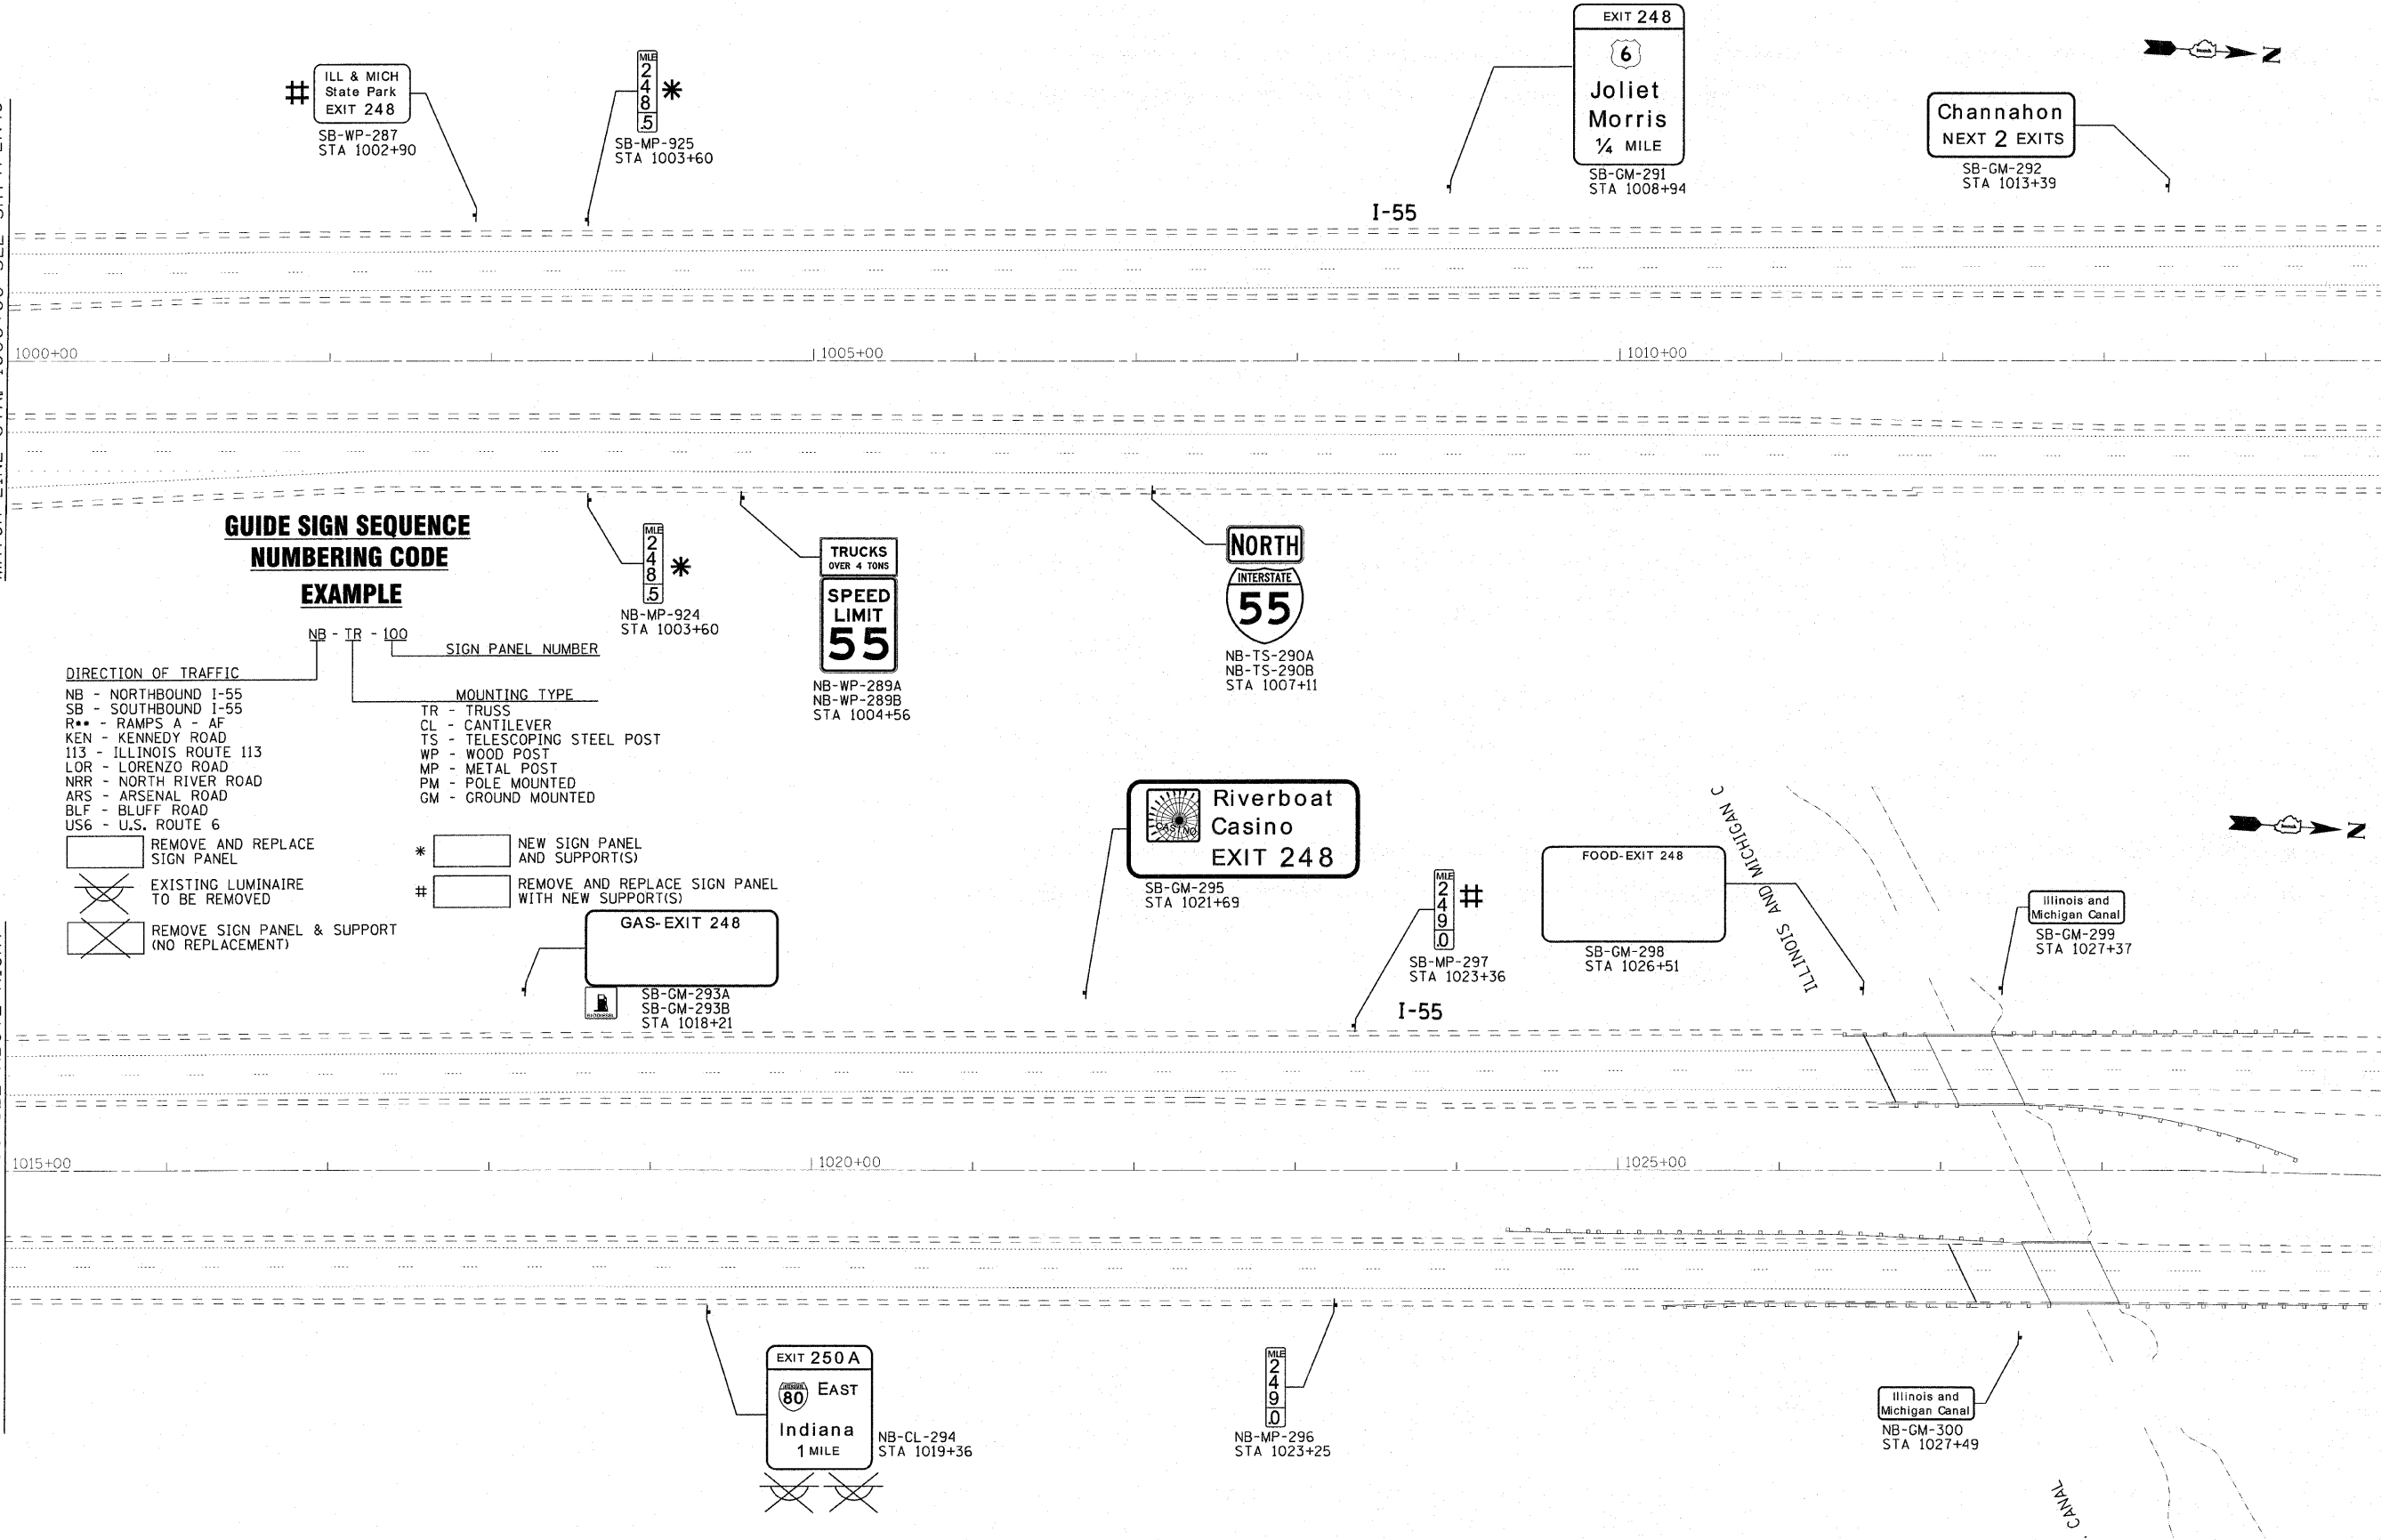 EXIT 248
6
Joliet
Morris
1/4 MILE
SB-GM-291
STA 1008+94
N
ILL & MICH
State Park
EXIT 248
#
SB-WP-287
STA 1002+90
MILE
2
4
8
.5
*
SB-MP-925
STA 1003+60
Channahon
NEXT 2 EXITS
SB-GM-292
STA 1013+39
I-55
1000+00
1005+00
1010+00
GUIDE SIGN SEQUENCE
NUMBERING CODE
EXAMPLE
NB - TR - 100
SIGN PANEL NUMBER
DIRECTION OF TRAFFIC
NB - NORTHBOUND I-55
SB - SOUTHBOUND I-55
R** - RAMPS A - AF
KEN - KENNEDY ROAD
113 - ILLINOIS ROUTE 113
LOR - LORENZO ROAD
NRR - NORTH RIVER ROAD
ARS - ARSENAL ROAD
BLF - BLUFF ROAD
US6 - U.S. ROUTE 6
MOUNTING TYPE
TR - TRUSS
CL - CANTILEVER
TS - TELESCOPING STEEL POST
WP - WOOD POST
MP - METAL POST
PM - POLE MOUNTED
GM - GROUND MOUNTED
REMOVE AND REPLACE
SIGN PANEL
EXISTING LUMINAIRE
TO BE REMOVED
REMOVE SIGN PANEL & SUPPORT
(NO REPLACEMENT)
*
NEW SIGN PANEL
AND SUPPORT(S)
#
REMOVE AND REPLACE SIGN PANEL
WITH NEW SUPPORT(S)
MILE
2
4
8
.5
*
NB-MP-924
STA 1003+60
TRUCKS
OVER 4 TONS
SPEED
LIMIT
55
NB-WP-289A
NB-WP-289B
STA 1004+56
NORTH
INTERSTATE
55
NB-TS-290A
NB-TS-290B
STA 1007+11
GAS-EXIT 248
BIODIESEL
SB-GM-293A
SB-GM-293B
STA 1018+21
CASINO
Riverboat
Casino
EXIT 248
SB-GM-295
STA 1021+69
MILE
2
4
9
.0
#
SB-MP-297
STA 1023+36
I-55
FOOD-EXIT 248
SB-GM-298
STA 1026+51
ILLINOIS AND MICHIGAN C
Illinois and
Michigan Canal
SB-GM-299
STA 1027+37
N
1015+00
1020+00
1025+00
EXIT 250 A
INTERSTATE
80
EAST
Indiana
1 MILE
NB-CL-294
STA 1019+36
MILE
2
4
9
.0
NB-MP-296
STA 1023+25
Illinois and
Michigan Canal
NB-GM-300
STA 1027+49
CANAL